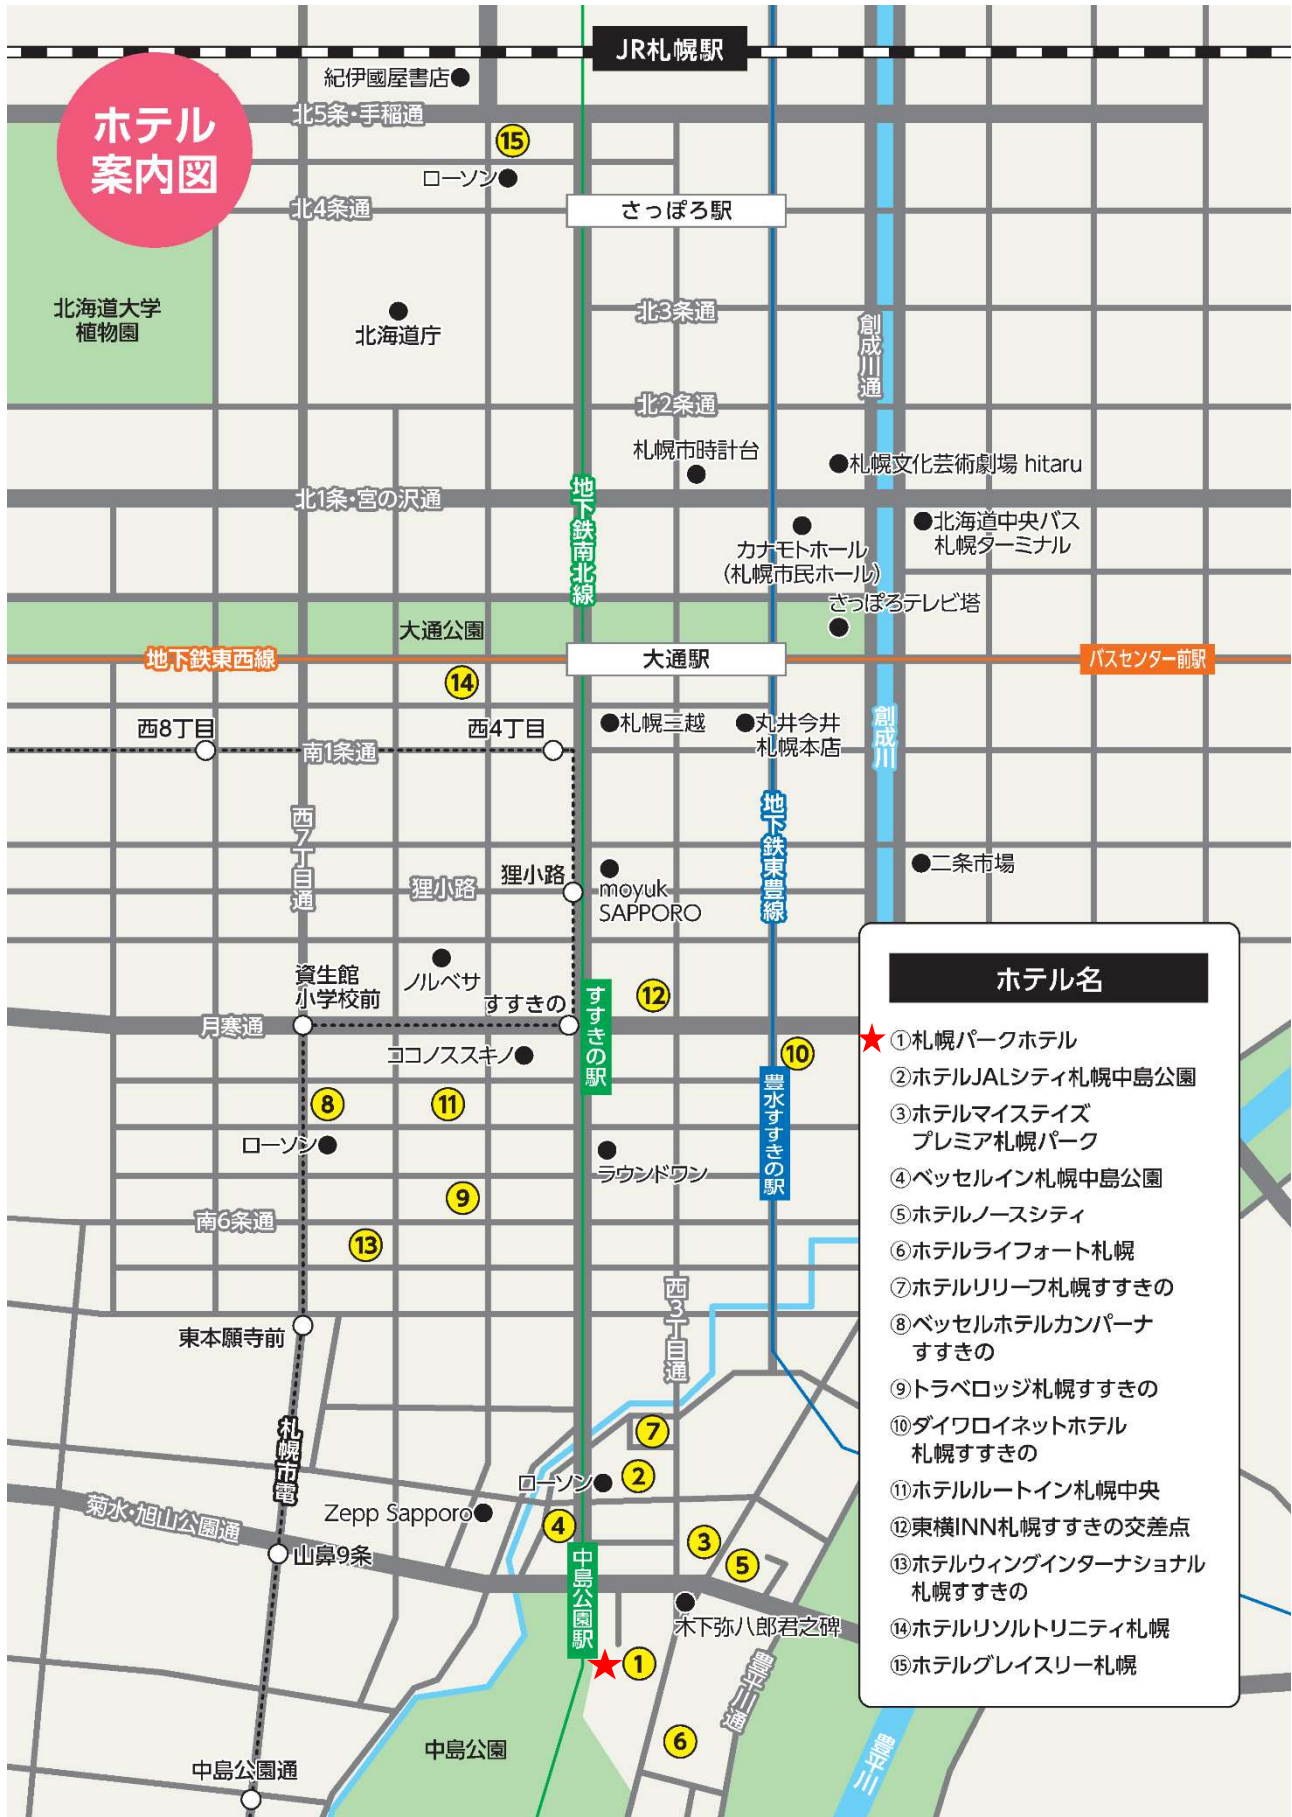 JR札幌駅
紀伊國屋書店
ホテル
案内図
北5条・手稲通
15
ローソン
北4条通
さっぽろ駅
北海道大学
植物園
北海道庁
北3条通
創成川通
北2条通
札幌市時計台
札幌文化芸術劇場 hitaru
北1条・宮の沢通
地下鉄南北線
カナモトホール
(札幌市民ホール)
北海道中央バス
札幌ターミナル
さっぽろテレビ塔
大通公園
地下鉄東西線
大通駅
バスセンター前駅
14
西8丁目
西4丁目
南1条通
札幌三越
丸井今井
札幌本店
創成川
西7丁目通
地下鉄東豊線
狸小路
狸小路
moyuk
SAPPORO
二条市場
資生館
小学校前
ノルベサ
すすきの
12
月寒通
すすきの駅
ココノススキノ
10
豊水すすきの駅
8
11
ローソン
ラウンドワン
9
南6条通
13
西3丁目通
東本願寺前
札幌市電
7
ローソン
2
Zepp Sapporo
4
3
5
菊水・旭山公園通
山鼻9条
中島公園駅
木下弥八郎君之碑
1
豊平川通
6
中島公園
中島公園通
豊平川
ホテル名
①札幌パークホテル
②ホテルJALシティ札幌中島公園
③ホテルマイステイズ
プレミア札幌パーク
④ベッセルイン札幌中島公園
⑤ホテルノースシティ
⑥ホテルライフォート札幌
⑦ホテルリリーフ札幌すすきの
⑧ベッセルホテルカンパーナ
すすきの
⑨トラベロッジ札幌すすきの
⑩ダイワロイネットホテル
札幌すすきの
⑪ホテルルートイン札幌中央
⑫東横INN札幌すすきの交差点
⑬ホテルウィングインターナショナル
札幌すすきの
⑭ホテルリソルトリニティ札幌
⑮ホテルグレイスリー札幌